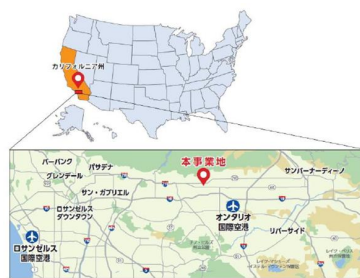 カリフォルニア州
本事業地
バーバンク
パサデナ
サンバーナーディーノ
グレンデール
サン・ガブリエル
ロサンゼルス
ダウンタウン
オンタリオ
国際空港
リバーサイド
ロサンゼルス
国際空港